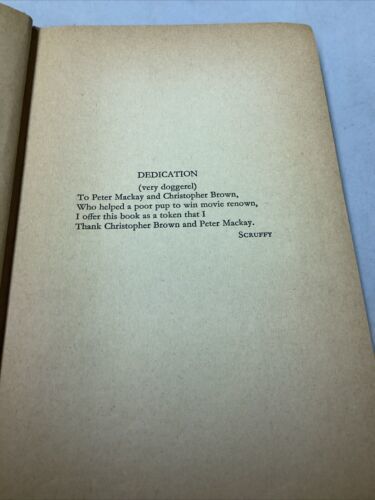 DEDICATION
(very doggerel)
To Peter Mackay and Christopher Brown,
Who helped a poor pup to win movie renown,
I offer this book as a token that I
Thank Christopher Brown and Peter Mackay.
SCRUFFY